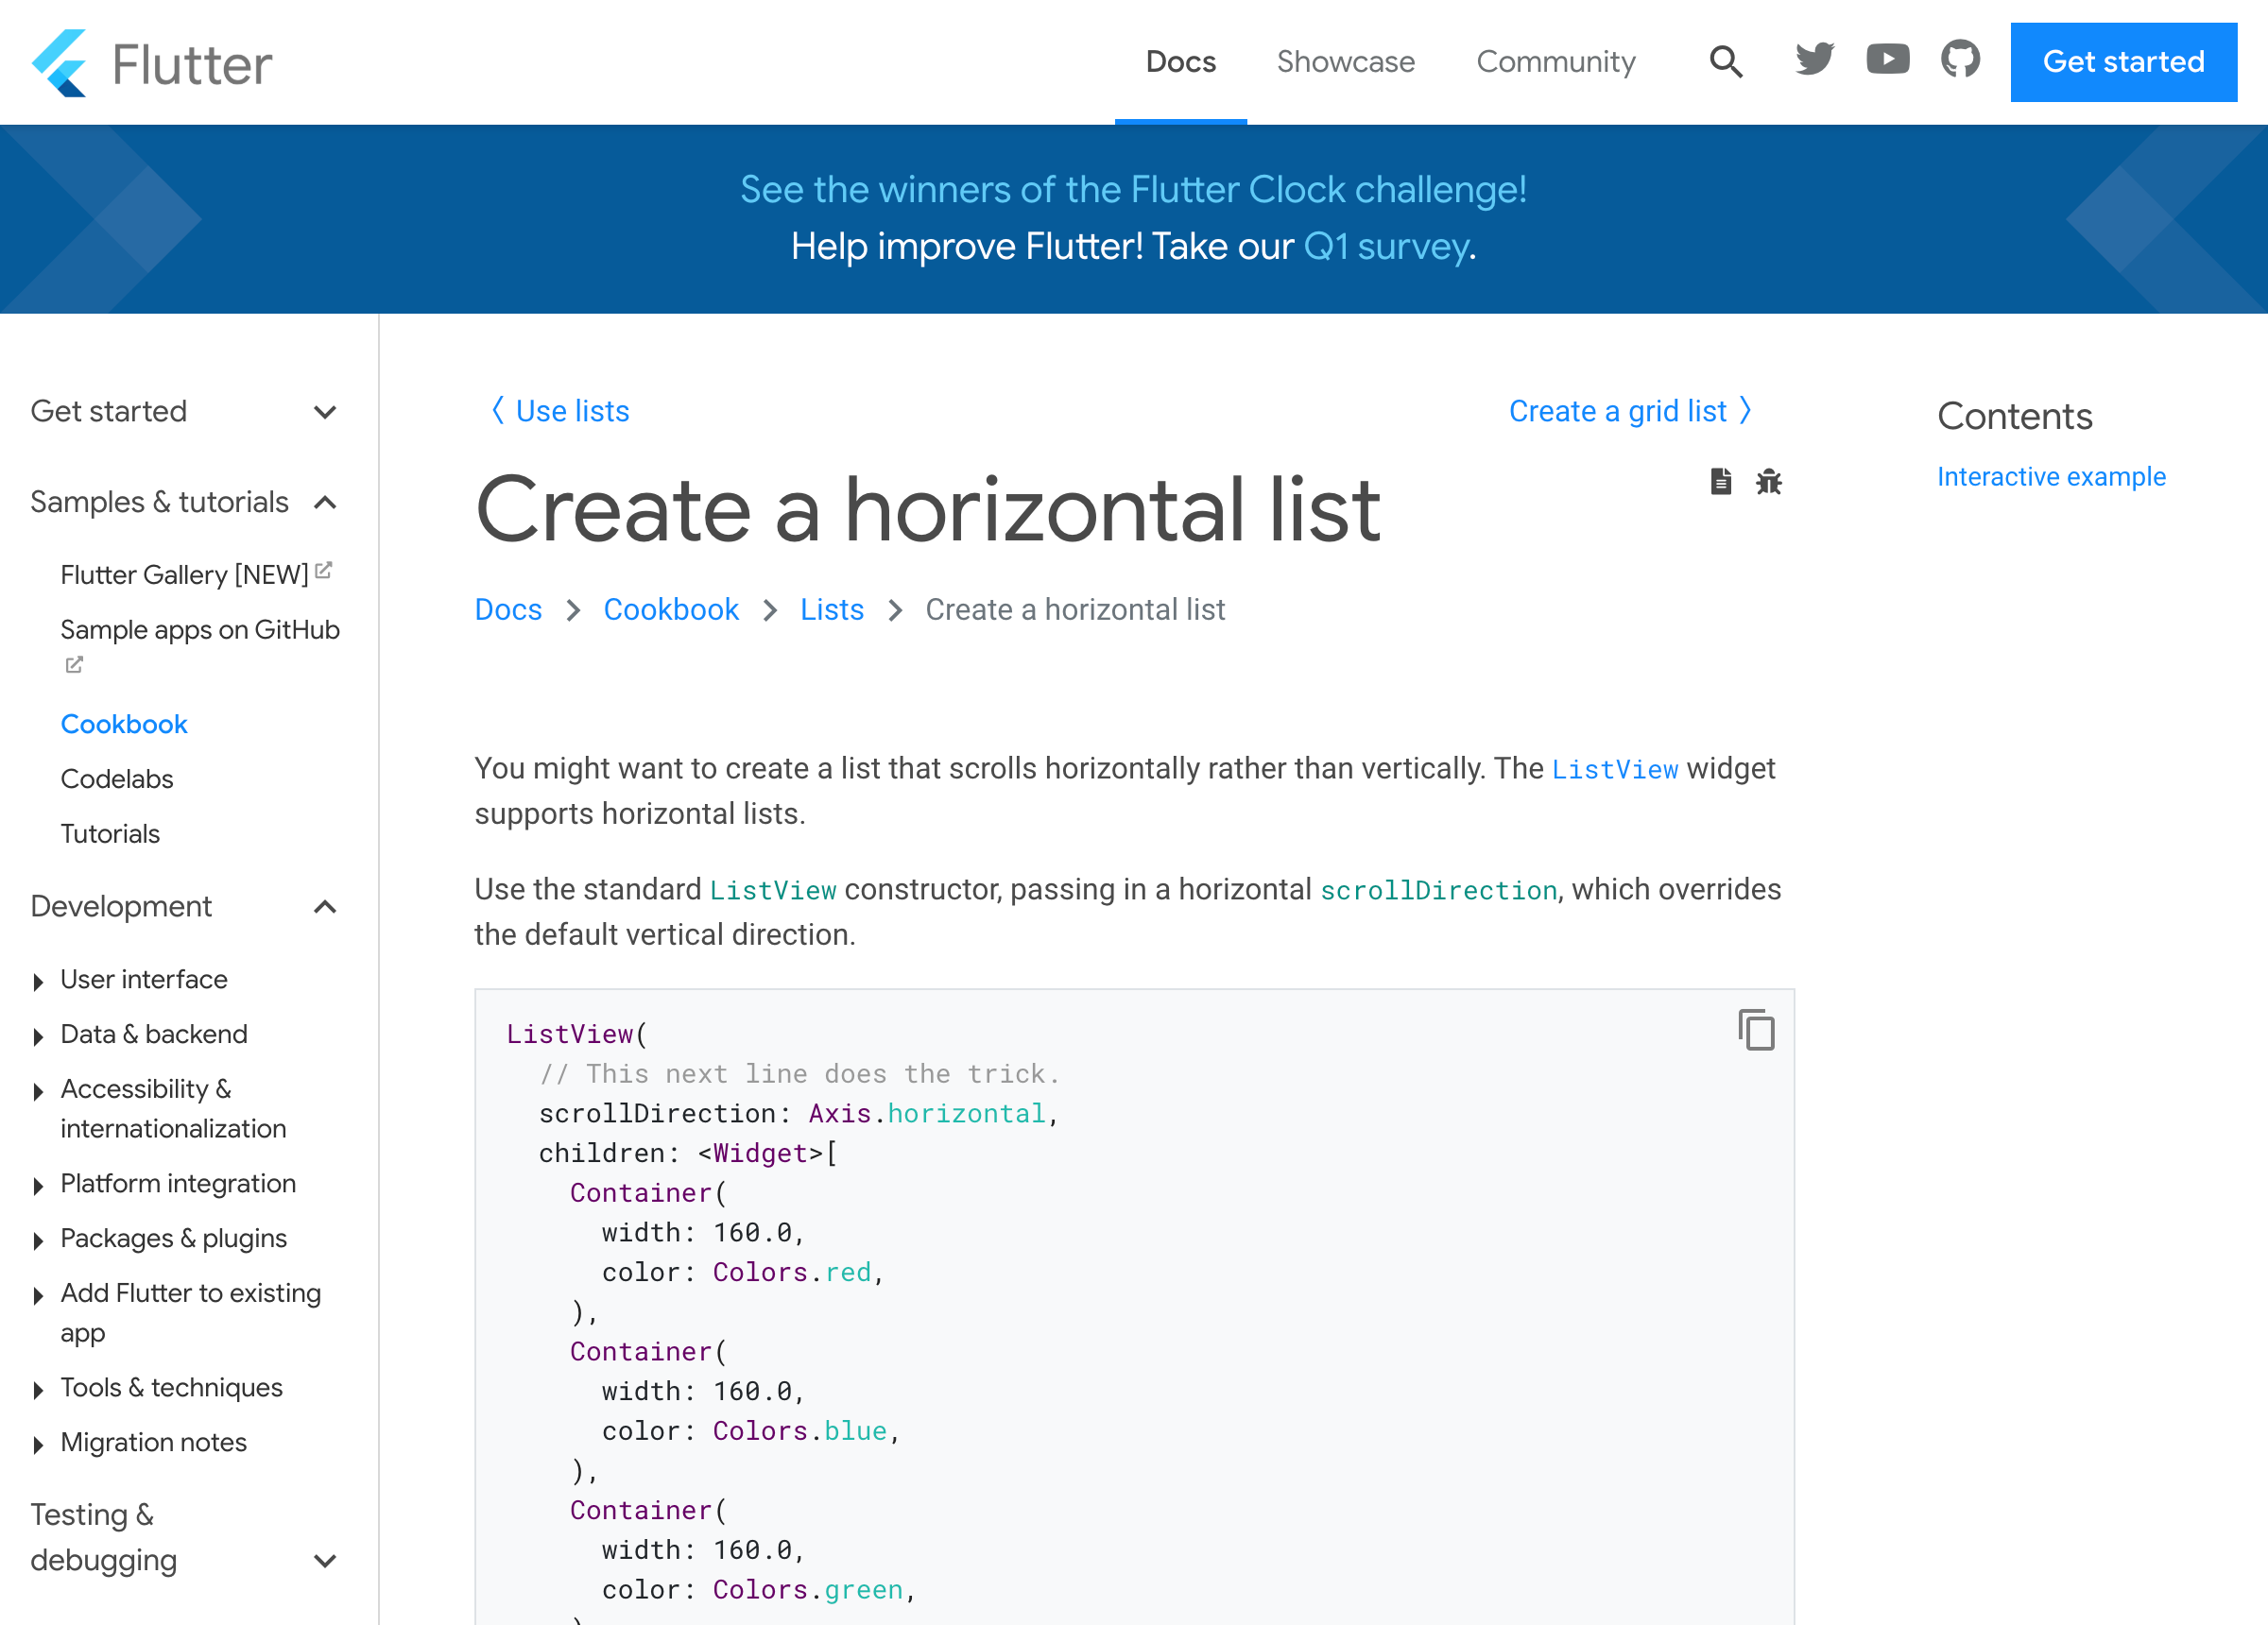 Flutter
Docs
Showcase
Community
Get started
See the winners of the Flutter Clock challenge!
Help improve Flutter! Take our Q1 survey.
Get started
Samples & tutorials
Flutter Gallery [NEW]
Sample apps on GitHub
Cookbook
Codelabs
Tutorials
Development
User interface
Data & backend
Accessibility &
internationalization
Platform integration
Packages & plugins
Add Flutter to existing
app
Tools & techniques
Migration notes
Testing &
debugging
〈 Use lists
Create a grid list 〉
Create a horizontal list
Docs > Cookbook > Lists > Create a horizontal list
You might want to create a list that scrolls horizontally rather than vertically. The ListView widget
supports horizontal lists.
Use the standard ListView constructor, passing in a horizontal scrollDirection, which overrides
the default vertical direction.
ListView(
  // This next line does the trick.
  scrollDirection: Axis.horizontal,
  children: <Widget>[
    Container(
      width: 160.0,
      color: Colors.red,
    ),
    Container(
      width: 160.0,
      color: Colors.blue,
    ),
    Container(
      width: 160.0,
      color: Colors.green,
Contents
Interactive example